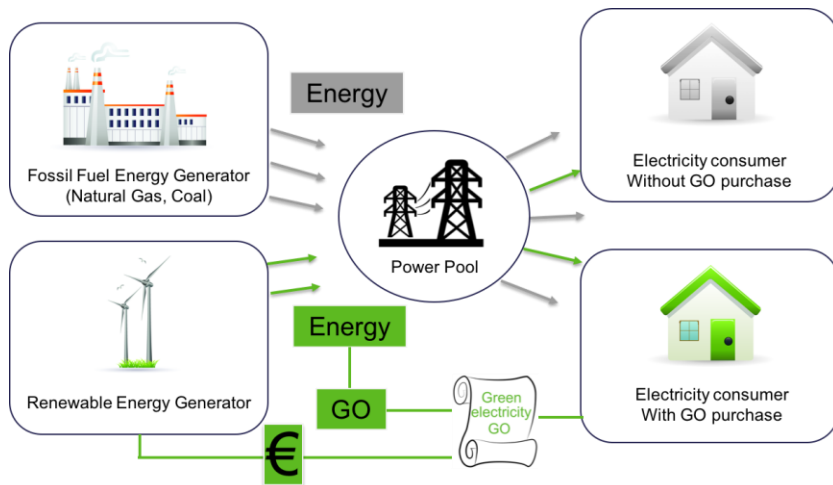 Energy
Fossil Fuel Energy Generator
(Natural Gas, Coal)
Electricity consumer
Without GO purchase
Power Pool
Renewable Energy Generator
Energy
GO
Green
electricity
GO
Electricity consumer
With GO purchase
€